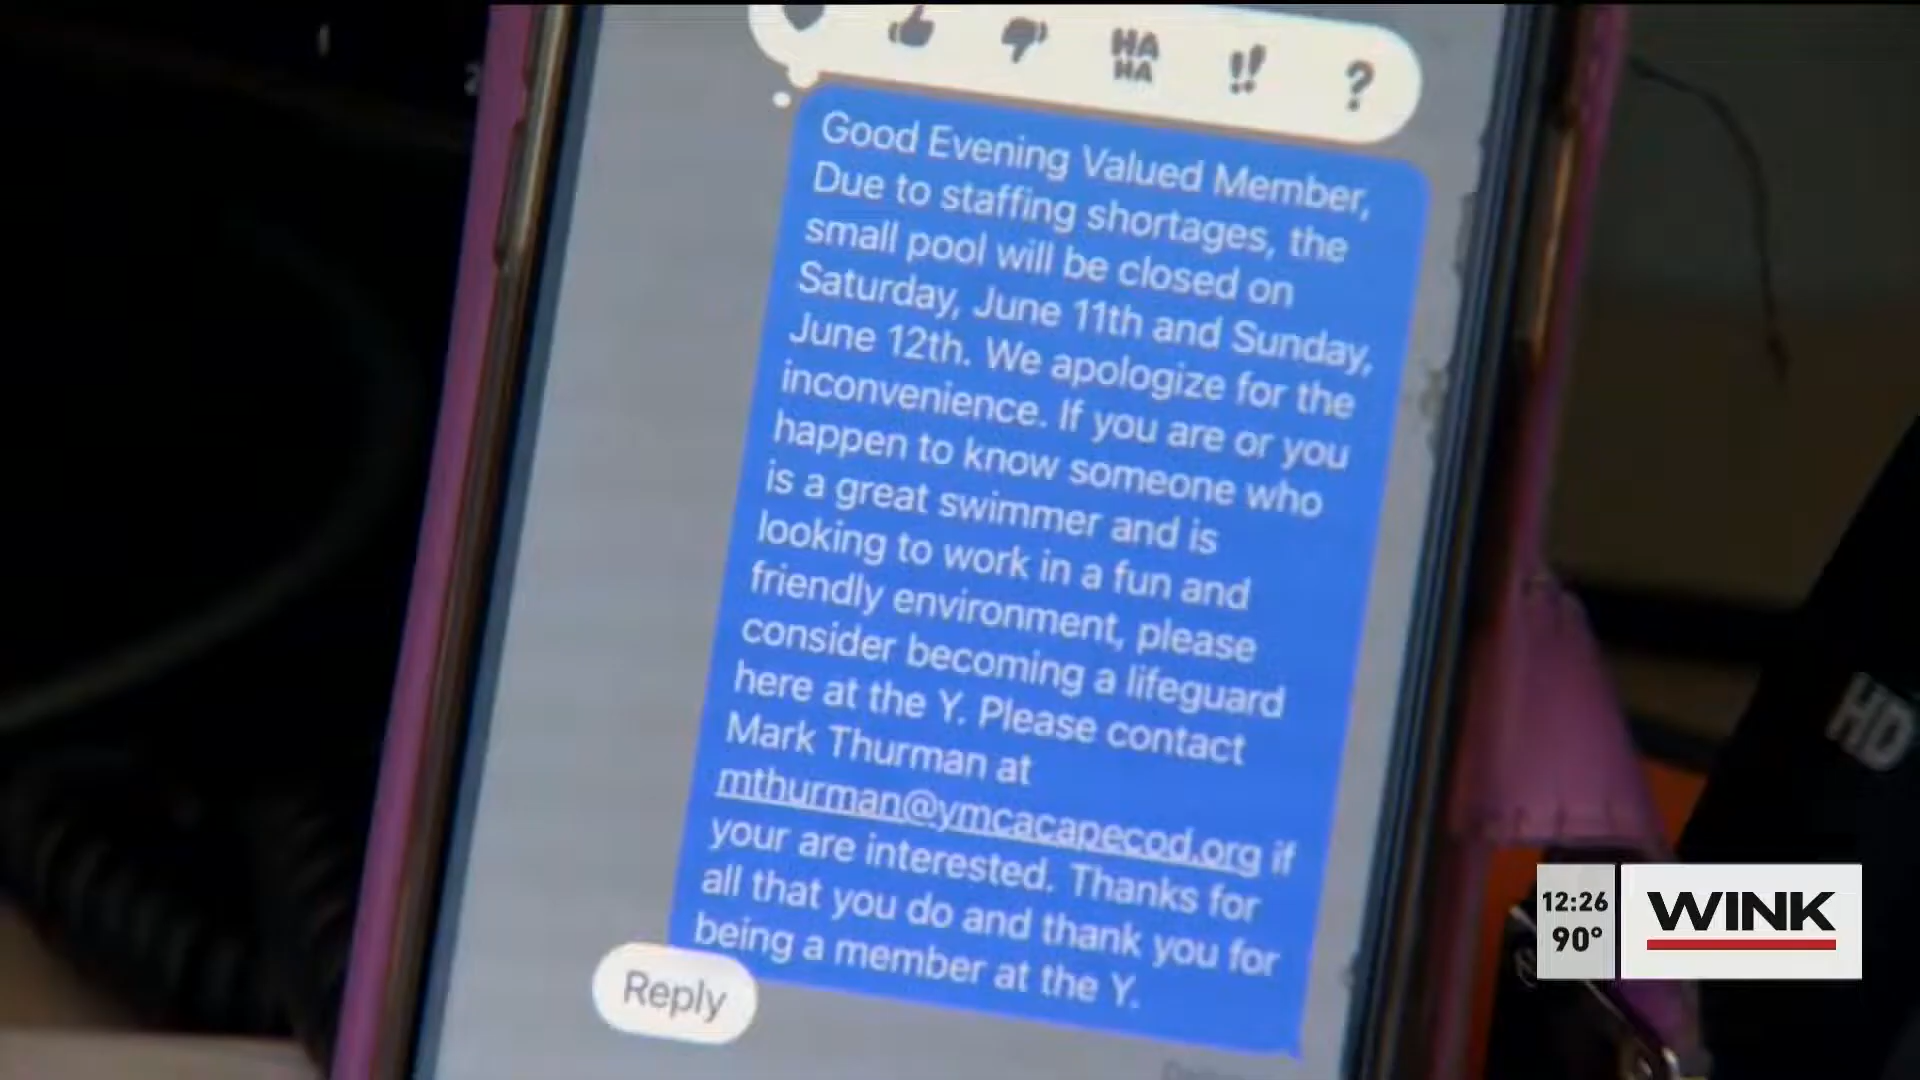 HA
HA
!!
?
Good Evening Valued Member,
Due to staffing shortages, the
small pool will be closed on
Saturday, June 11th and Sunday,
June 12th. We apologize for the
inconvenience. If you are or you
happen to know someone who
is a great swimmer and is
looking to work in a fun and
friendly environment, please
consider becoming a lifeguard
here at the Y. Please contact
Mark Thurman at
mthurman@ymcacapecod.org if
your are interested. Thanks for
all that you do and thank you for
being a member at the Y.
Reply
HD
12:26
90°
WINK